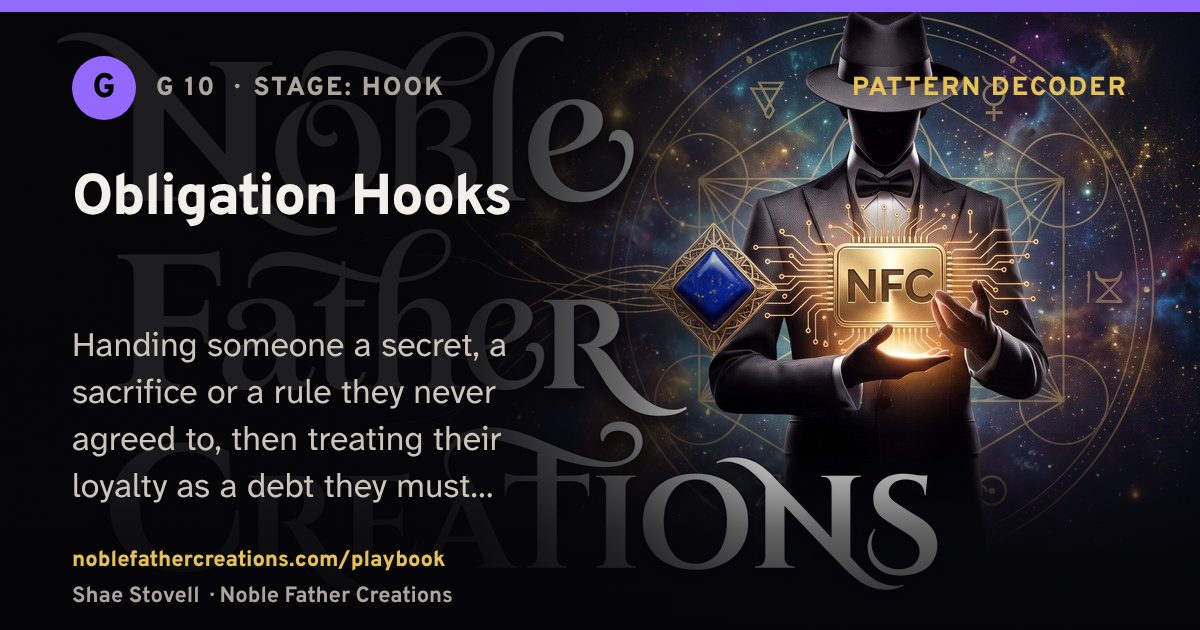 G
G 10 · STAGE: HOOK
PATTERN DECODER
Obligation Hooks
Handing someone a secret, a
sacrifice or a rule they never
agreed to, then treating their
loyalty as a debt they must...
noblefathercreations.com/playbook
Shae Stovell · Noble Father Creations
NFC
Noble
FatheR
CreaTIONS